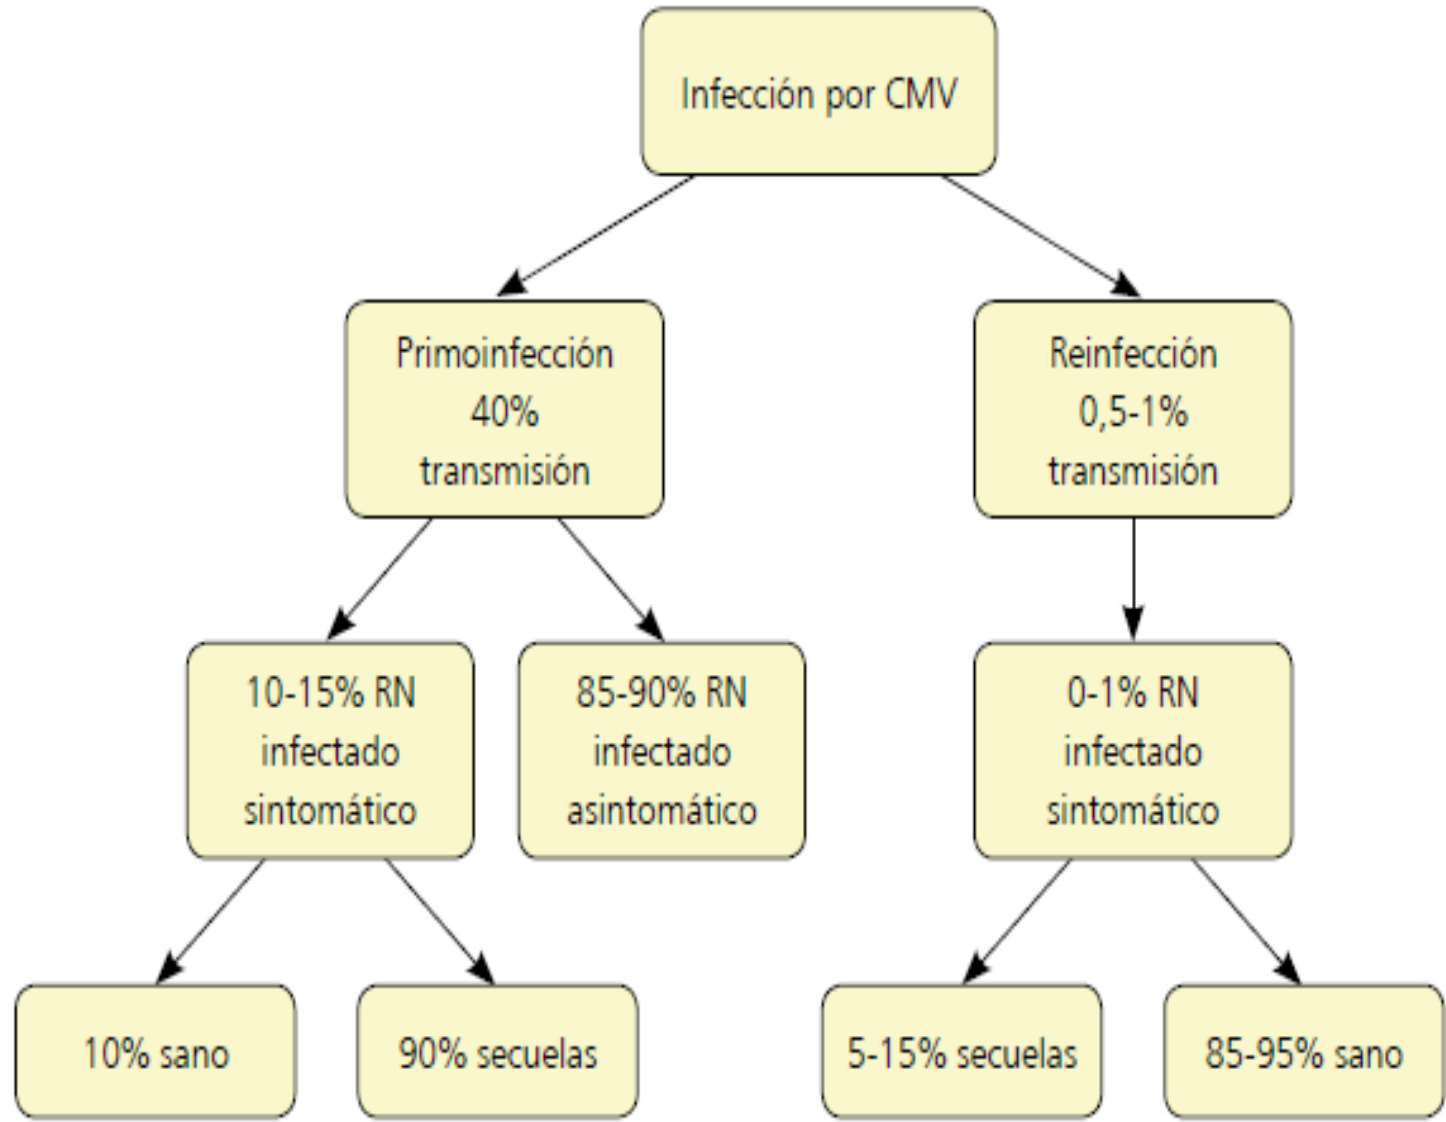 Infección por CMV
Primoinfección
40%
transmisión
Reinfección
0,5-1%
transmisión
10-15% RN
infectado
sintomático
85-90% RN
infectado
asintomático
0-1% RN
infectado
sintomático
10% sano
90% secuelas
5-15% secuelas
85-95% sano